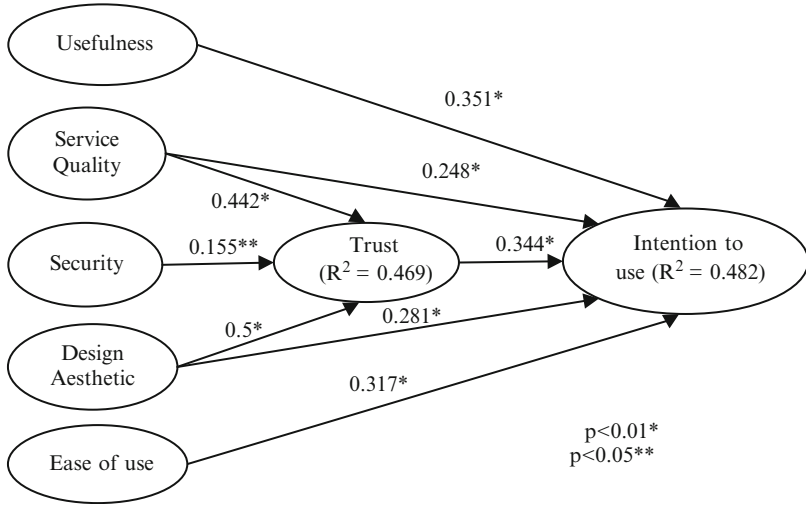 Usefulness
0.351*
Service
Quality
0.248*
0.442*
Security
0.155**
Trust
(R² = 0.469)
0.344*
Intention to
use (R² = 0.482)
Design
Aesthetic
0.5*
0.281*
0.317*
Ease of use
p<0.01*
p<0.05**